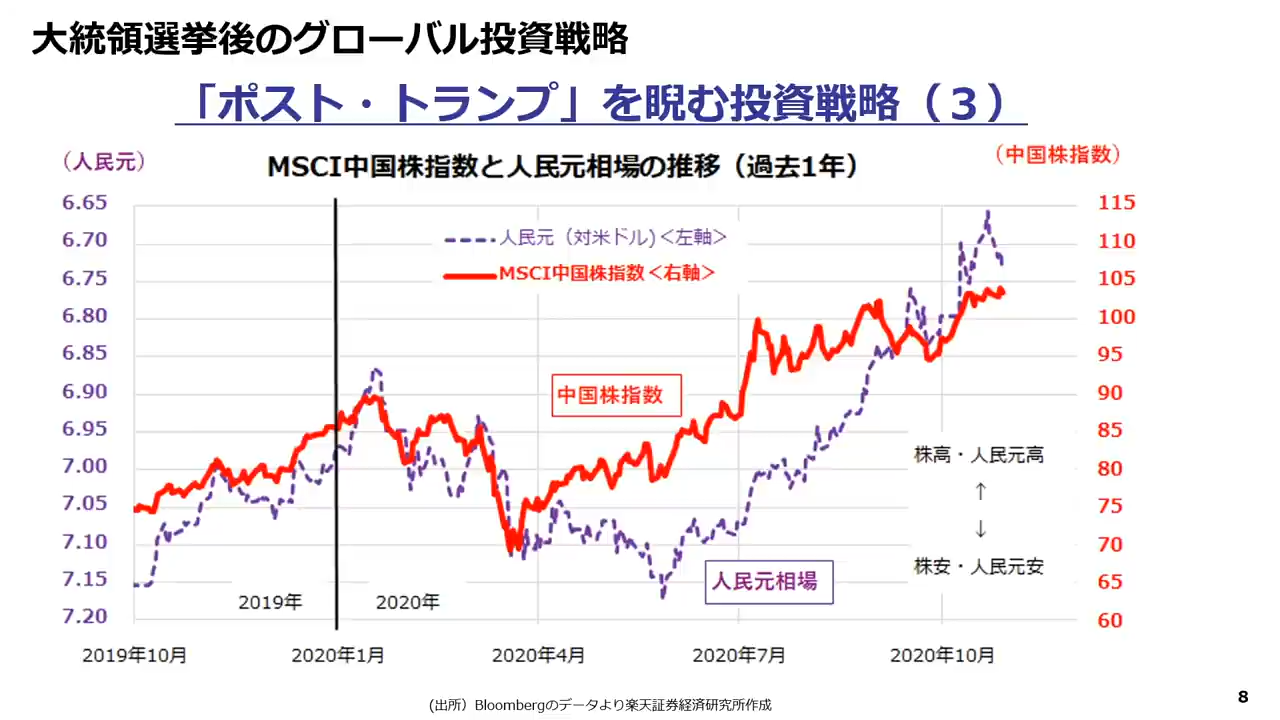 大統領選挙後のグローバル投資戦略
「ポスト・トランプ」を睨む投資戦略（３）
（人民元）
（中国株指数）
MSCI中国株指数と人民元相場の推移（過去1年）
6.65
6.70
6.75
6.80
6.85
6.90
6.95
7.00
7.05
7.10
7.15
7.20
115
110
105
100
95
90
85
80
75
70
65
60
人民元（対米ドル)＜左軸＞
MSCI中国株指数＜右軸＞
中国株指数
人民元相場
株高・人民元高
↑
↓
株安・人民元安
2019年
2020年
2019年10月
2020年1月
2020年4月
2020年7月
2020年10月
(出所）Bloombergのデータより楽天証券経済研究所作成
8